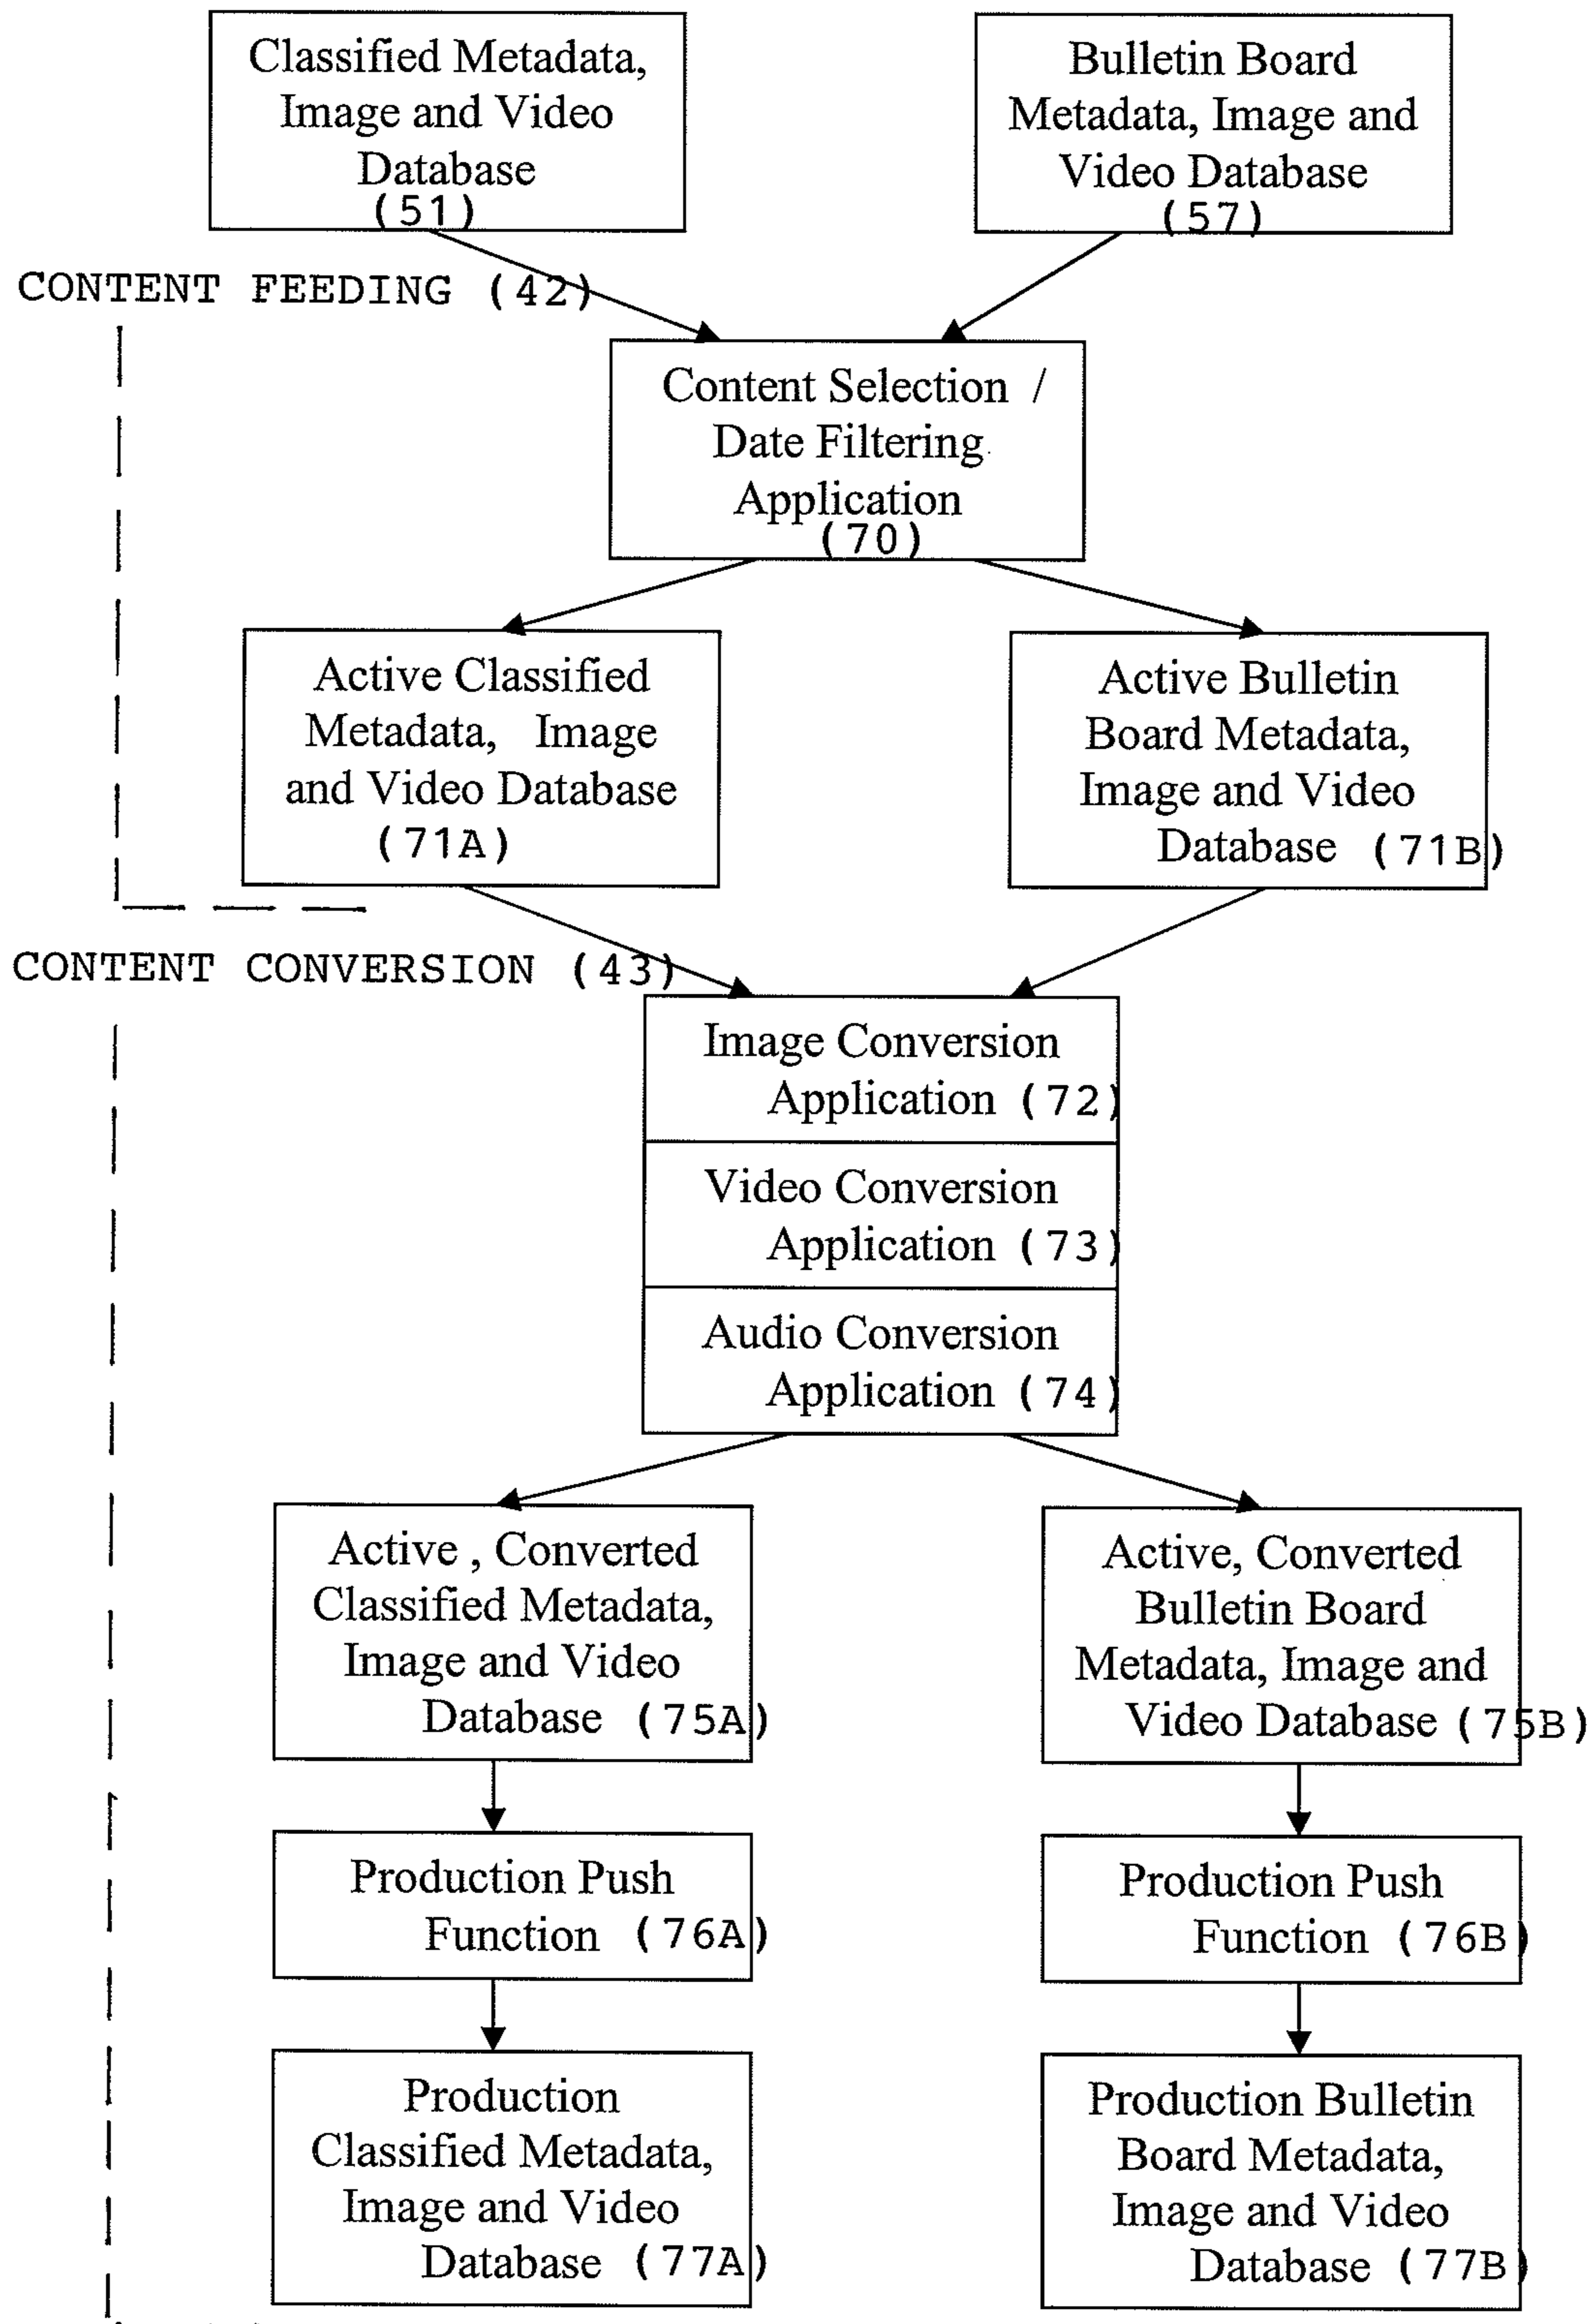 Classified Metadata,
Image and Video
Database
(51)
Bulletin Board
Metadata, Image and
Video Database
(57)
CONTENT FEEDING (42)
Content Selection /
Date Filtering
Application
(70)
Active Classified
Metadata, Image
and Video Database
(71A)
Active Bulletin
Board Metadata,
Image and Video
Database (71B)
CONTENT CONVERSION (43)
Image Conversion
Application (72)
Video Conversion
Application (73)
Audio Conversion
Application (74)
Active , Converted
Classified Metadata,
Image and Video
Database (75A)
Active, Converted
Bulletin Board
Metadata, Image and
Video Database (75B)
Production Push
Function (76A)
Production Push
Function (76B)
Production
Classified Metadata,
Image and Video
Database (77A)
Production Bulletin
Board Metadata,
Image and Video
Database (77B)